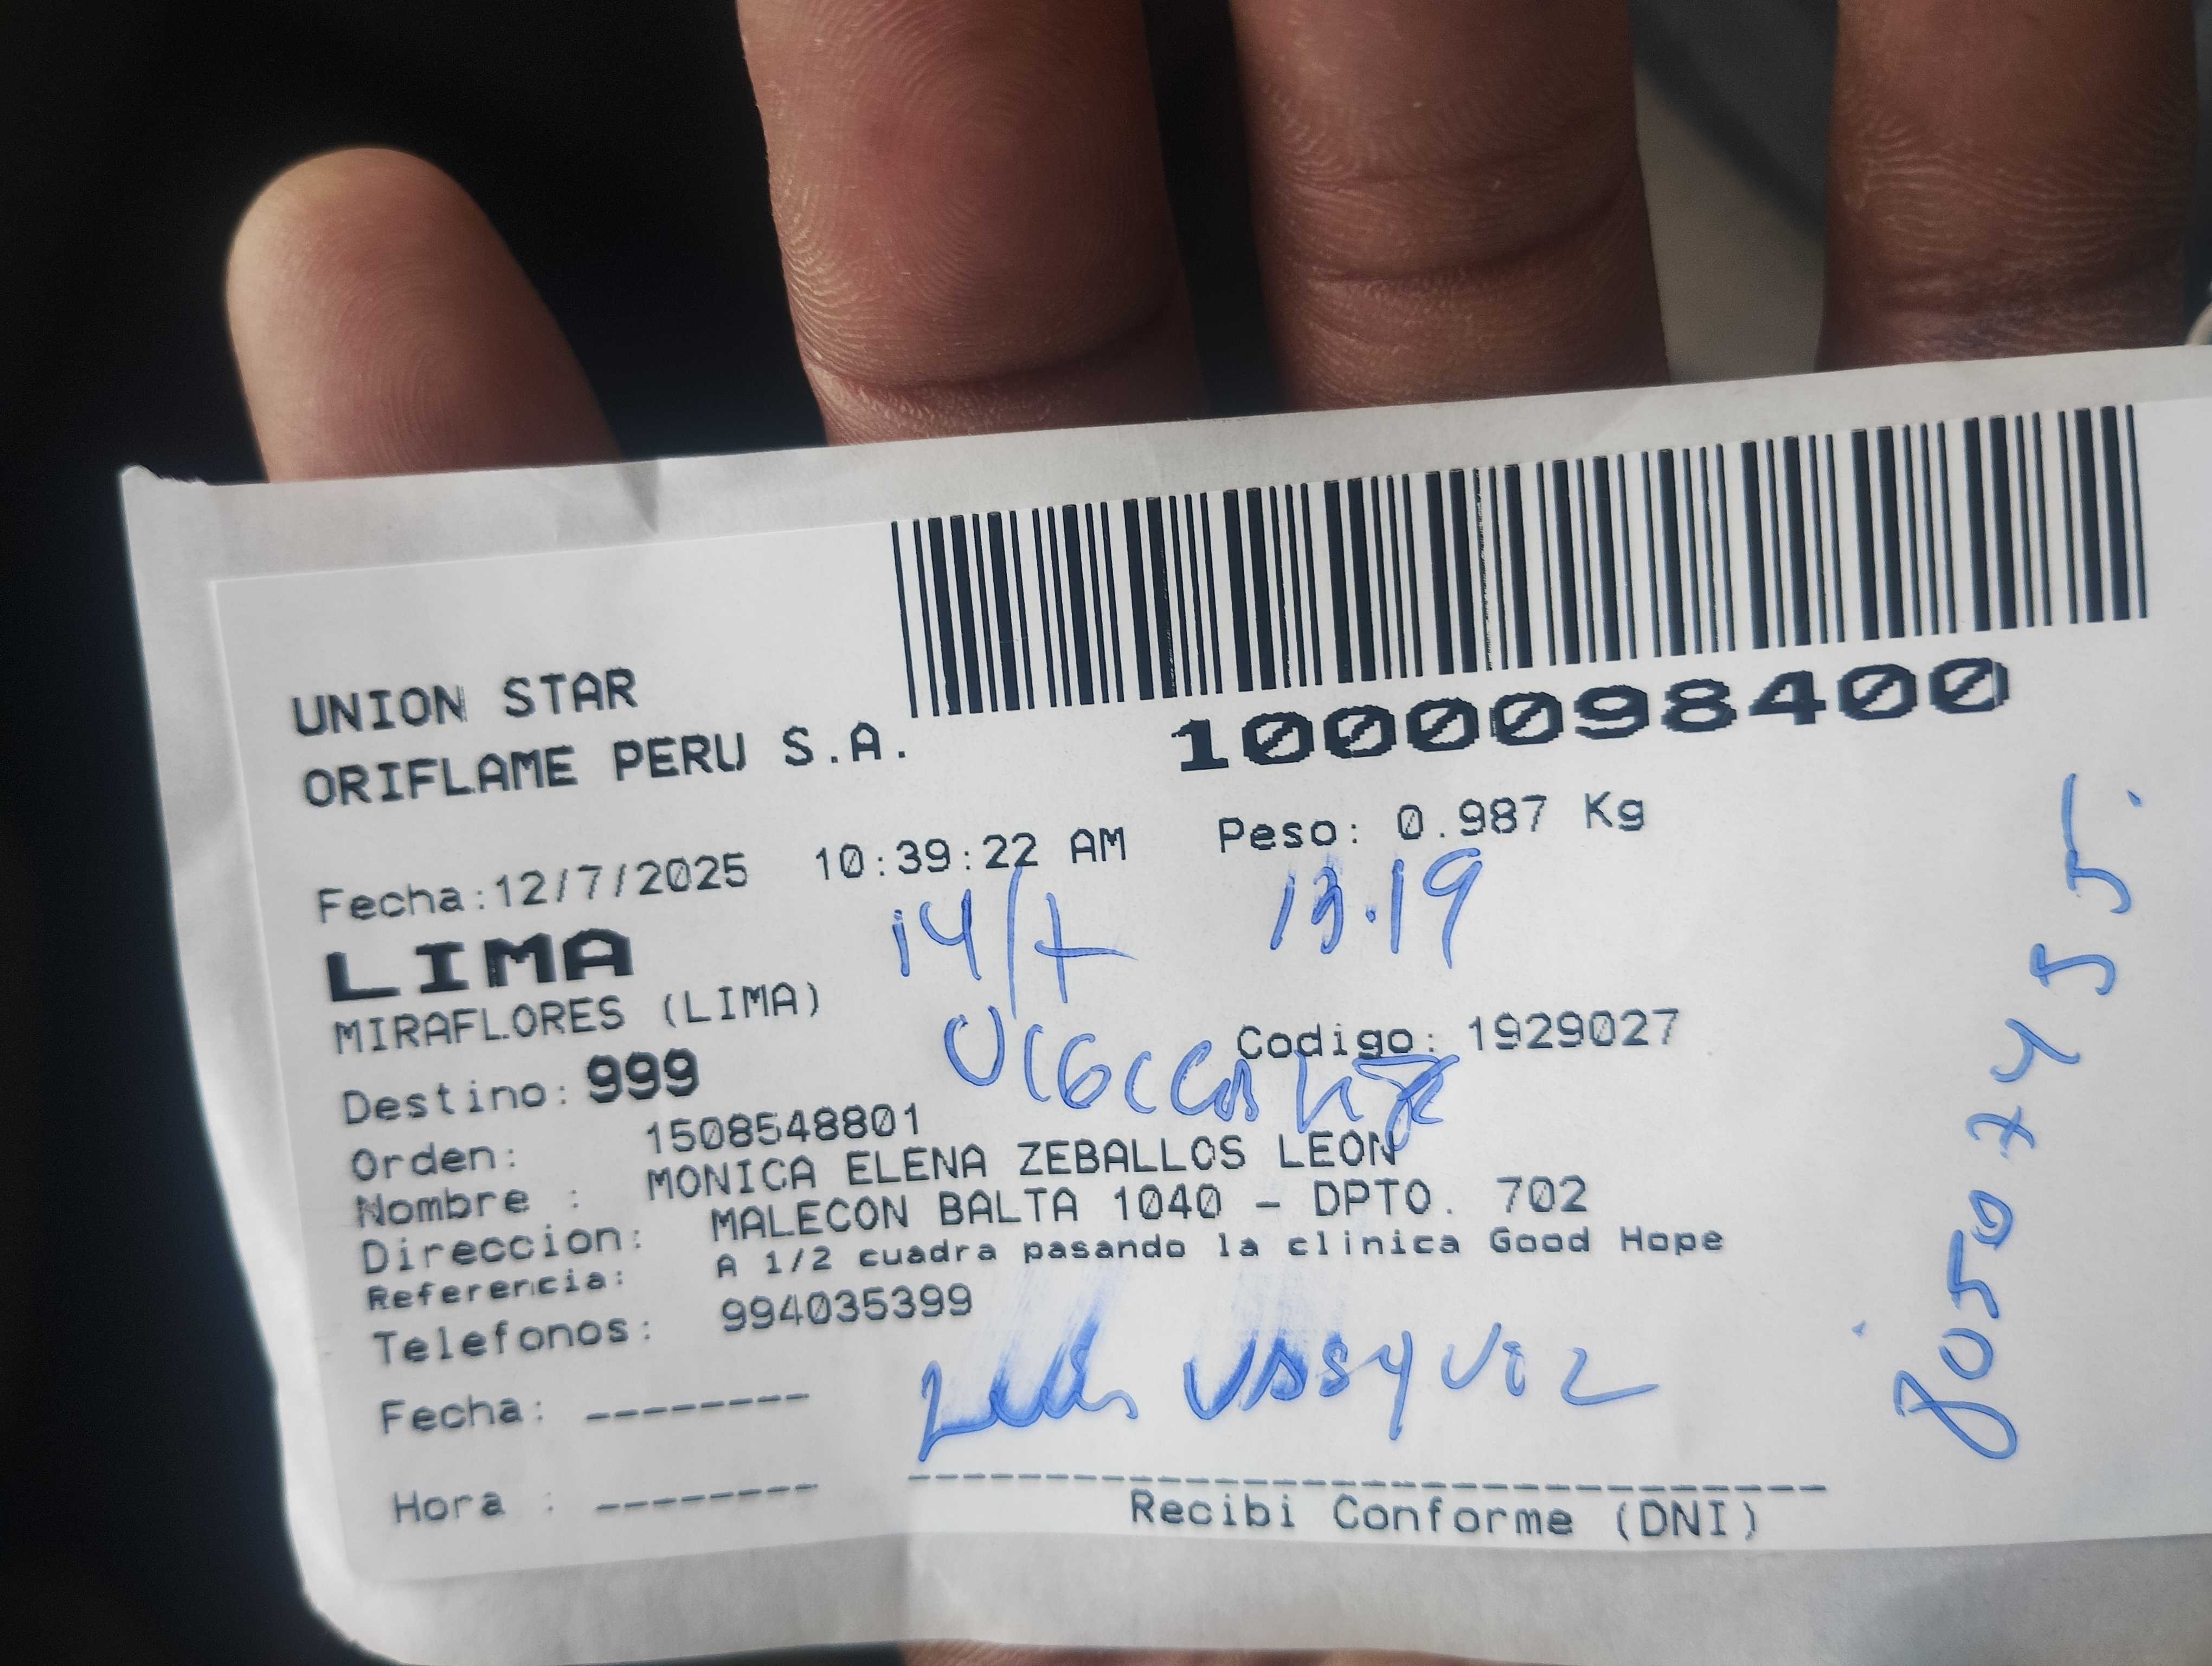 UNION STAR
ORIFLAME PERU S.A.
1000098400
Fecha:12/7/2025 10:39:22 AM Peso: 0.987 Kg
14/7 13.19
LIMA
MIRAFLORES (LIMA)
Destino: 999 Codigo: 1929027
Orden: 1508548801
Nombre : MONICA ELENA ZEBALLOS LEON
Direccion: MALECON BALTA 1040 - DPTO. 702
Referencia: A 1/2 cuadra pasando la clinica Good Hope
Telefonos: 994035399
Fecha: --------
Vasquez
Hora : --------
Recibi Conforme (DNI)